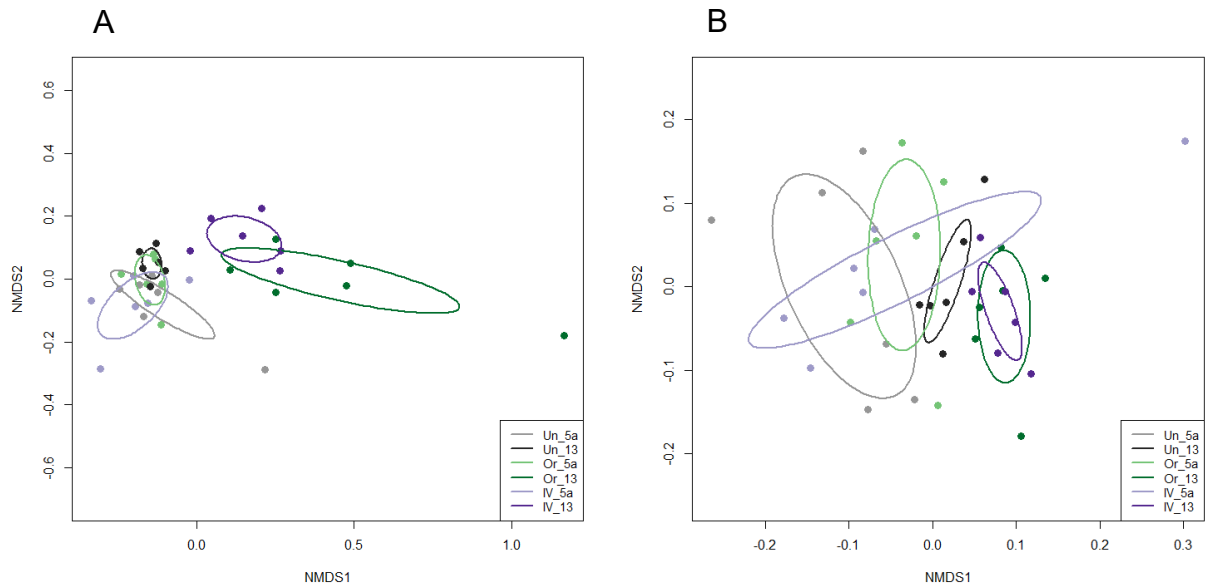 A
B
0.6
0.4
0.2
0.0
-0.2
-0.4
-0.6
NMDS2
0.0
0.5
1.0
NMDS1
Un_5a
Un_13
Or_5a
Or_13
IV_5a
IV_13
0.2
0.1
0.0
-0.1
-0.2
NMDS2
-0.2
-0.1
0.0
0.1
0.2
0.3
NMDS1
Un_5a
Un_13
Or_5a
Or_13
IV_5a
IV_13